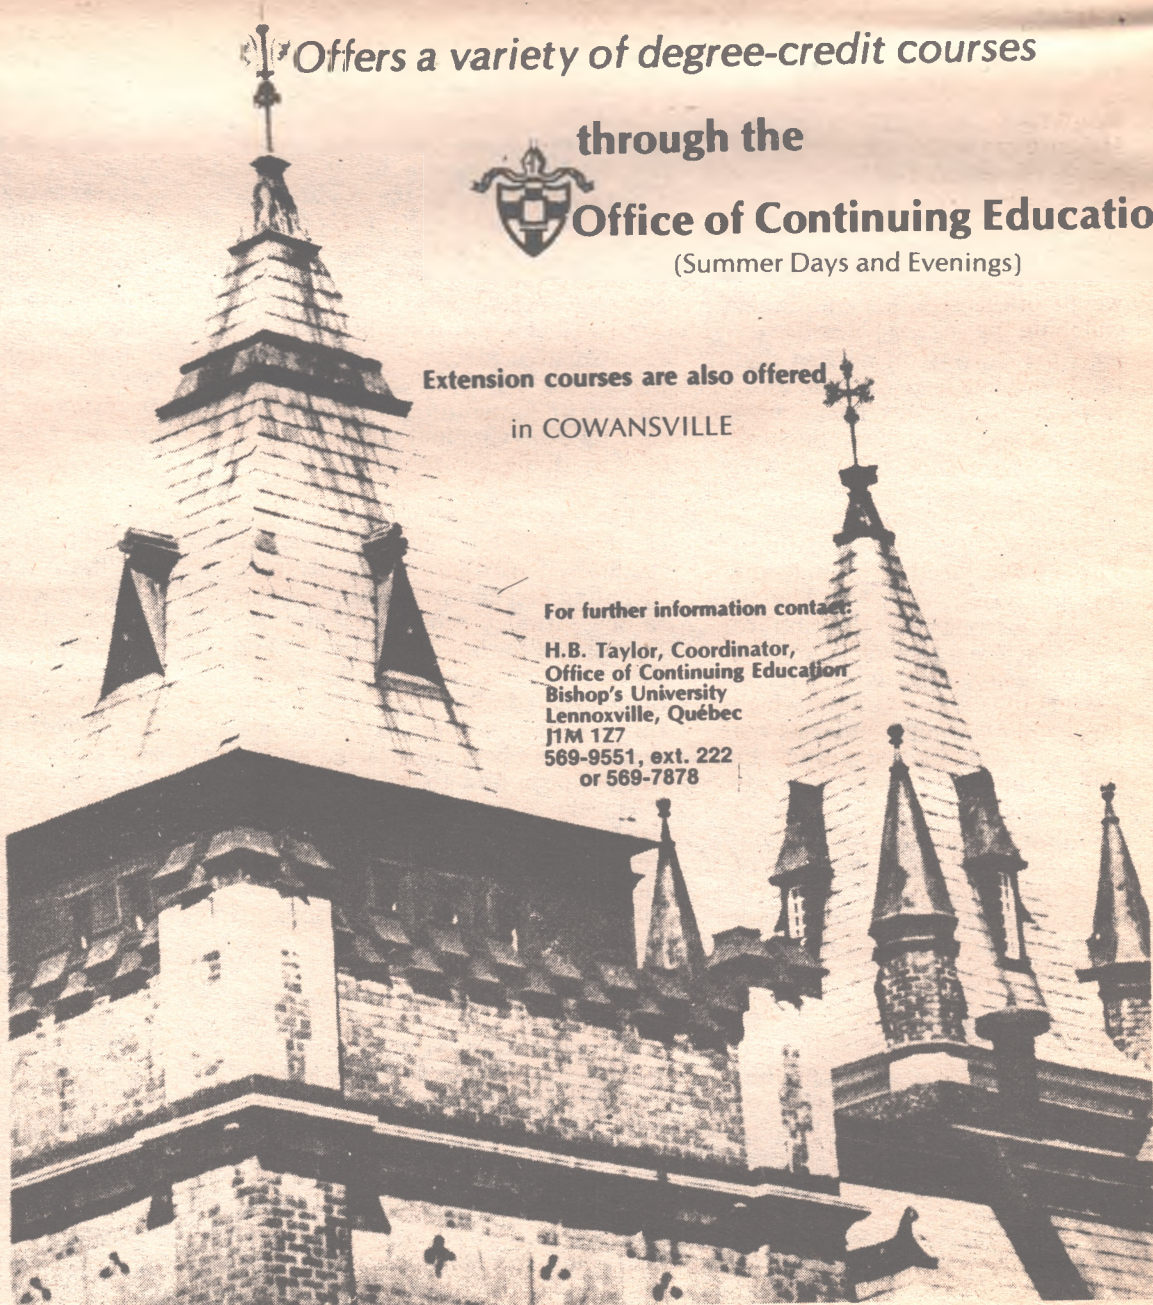 Offers a variety of degree-credit courses
through the
Office of Continuing Educatio
(Summer Days and Evenings)
Extension courses are also offered
in COWANSVILLE
For further information contact:
H.B. Taylor, Coordinator,
Office of Continuing Education
Bishop's University
Lennoxville, Québec
J1M 1Z7
569-9551, ext. 222
or 569-7878